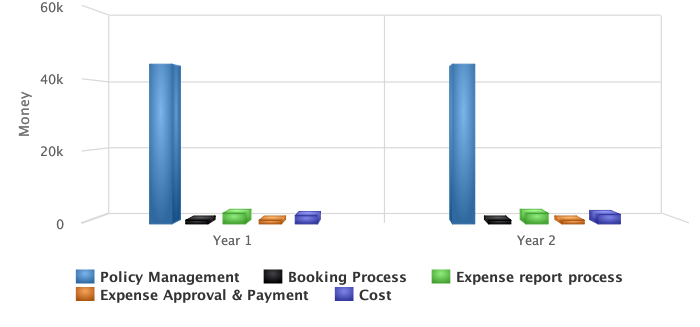 60k
40k
20k
0
Money
Year 1 Year 2
Policy Management Booking Process Expense report process
Expense Approval & Payment Cost